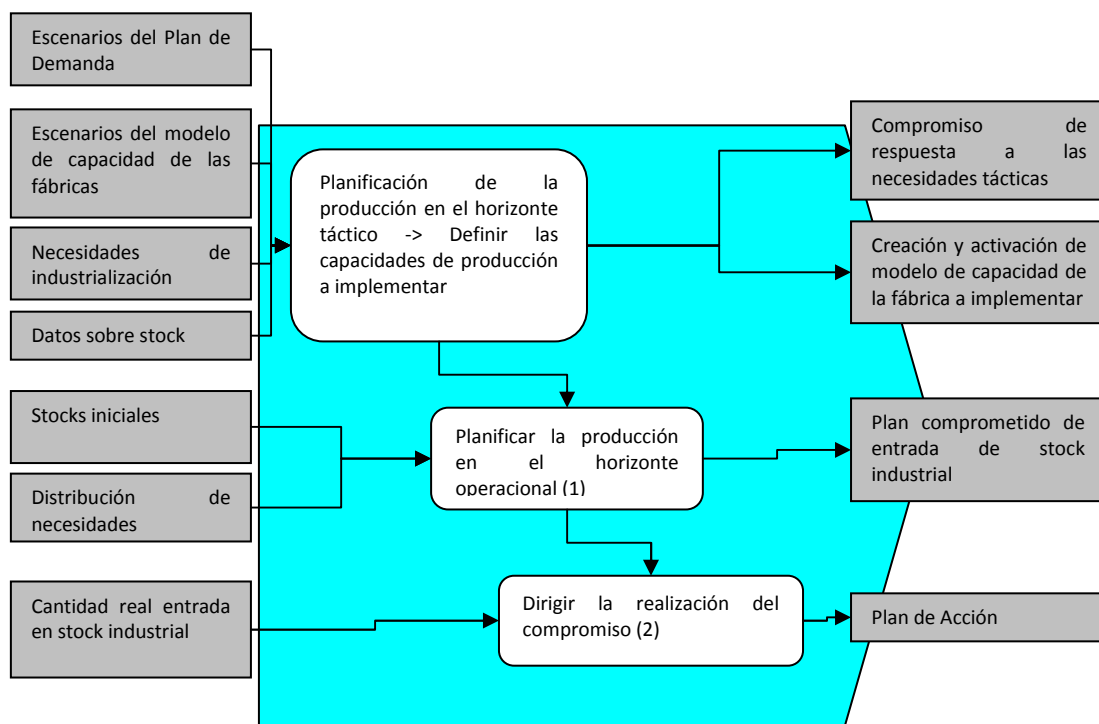 Escenarios del Plan de
Demanda
Escenarios del modelo
de capacidad de las
fábricas
Necesidades de
industrialización
Datos sobre stock
Stocks iniciales
Distribución de
necesidades
Cantidad real entrada
en stock industrial
Planificación de la
producción en el horizonte
táctico -> Definir las
capacidades de producción
a implementar
Planificar la producción
en el horizonte
operacional (1)
Dirigir la realización del
compromiso (2)
Compromiso de
respuesta a las
necesidades tácticas
Creación y activación de
modelo de capacidad de
la fábrica a implementar
Plan comprometido de
entrada de stock
industrial
Plan de Acción